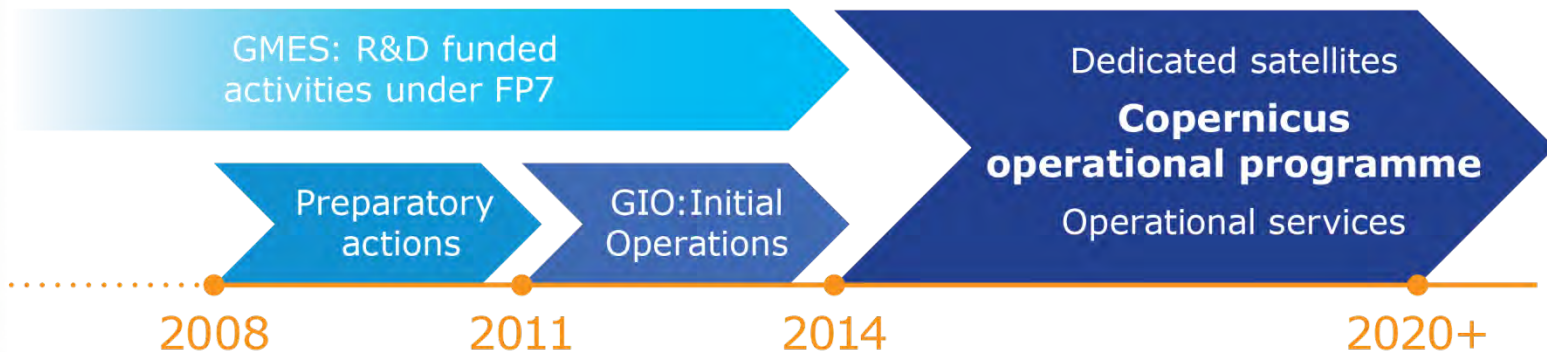 GMES: R&D funded
activities under FP7
Preparatory
actions
GIO:Initial
Operations
Dedicated satellites
Copernicus
operational programme
Operational services
2008
2011
2014
2020+